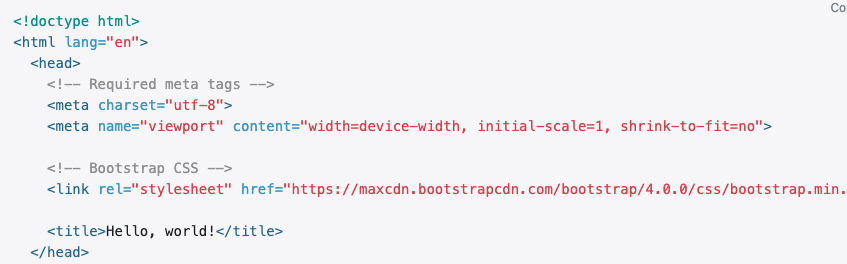 Cop
<!doctype html>
<html lang="en">
  <head>
    <!-- Required meta tags -->
    <meta charset="utf-8">
    <meta name="viewport" content="width=device-width, initial-scale=1, shrink-to-fit=no">

    <!-- Bootstrap CSS -->
    <link rel="stylesheet" href="https://maxcdn.bootstrapcdn.com/bootstrap/4.0.0/css/bootstrap.min.

    <title>Hello, world!</title>
  </head>